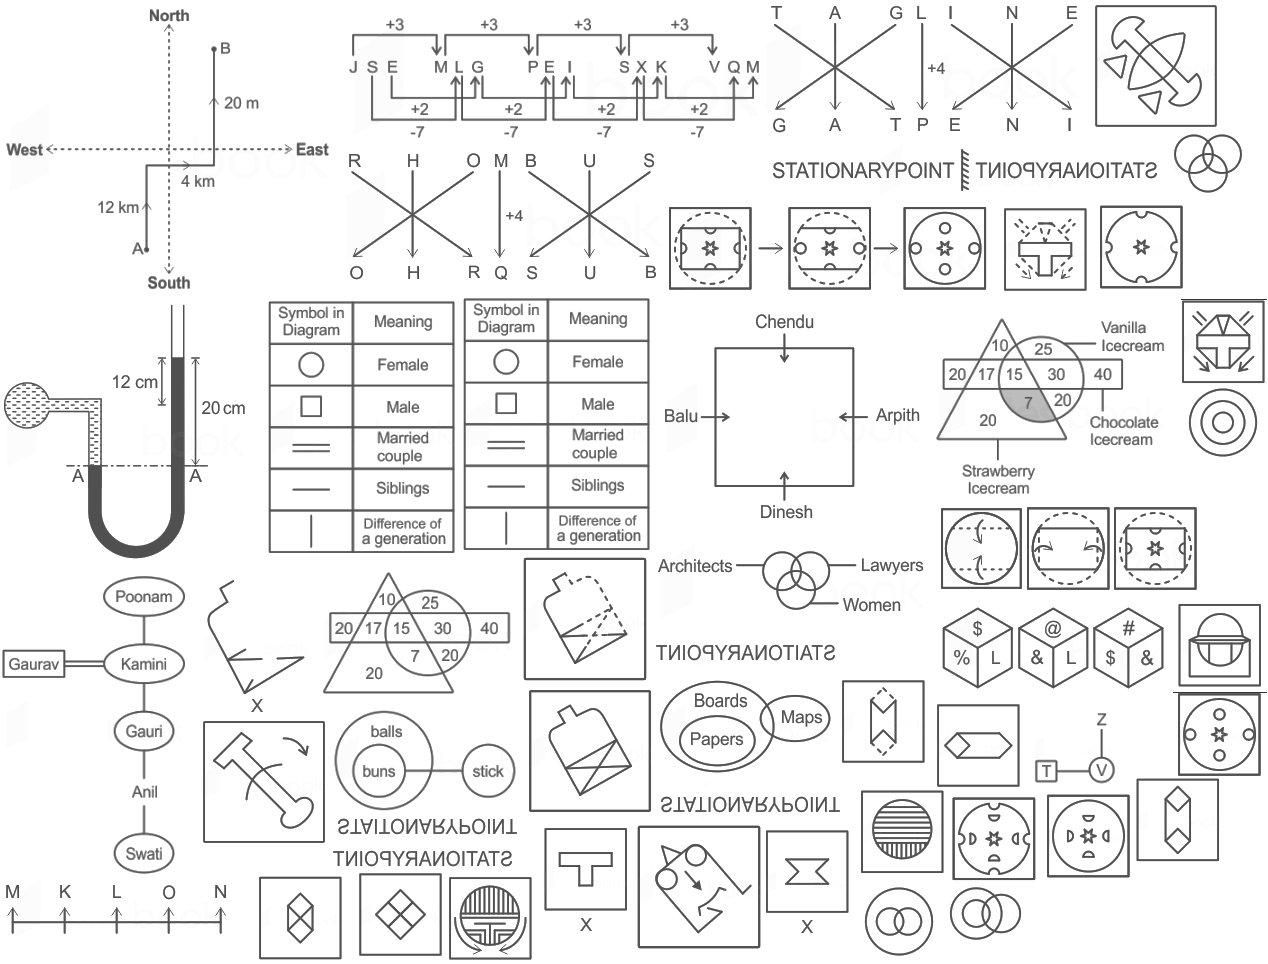 North
B
20 m
West
East
4 km
12 km
A
South
+3 +3 +3 +3
J S E M L G P E I S X K V Q M
+2 +2 +2 +2
-7 -7 -7 -7
R H O M B U S
+4
O H R Q S U B
T A G L I N E
+4
G A T P E N I
STATIONARYPOINT
STATIONARYPOINT
12 cm
20 cm
A A
Symbol in Diagram Meaning
Female
Male
Married couple
Siblings
Difference of a generation
Symbol in Diagram Meaning
Female
Male
Married couple
Siblings
Difference of a generation
Chendu
Balu
Arpith
Dinesh
Vanilla Icecream
10 25
20 17 15 30 40
7 20
20
Chocolate Icecream
Strawberry Icecream
Poonam
Gaurav Kamini
Gauri
Anil
Swati
X
10 25
20 17 15 30 40
7 20
20
Architects
Lawyers
Women
STAITONARYPOINT
$ @ #
% L & L $ &
balls
buns
stick
Boards
Papers
Maps
Z
T V
STATIONARYPOINT
STAITONARYPOINT
STATIONARYPOINT
M K L O N
X
X